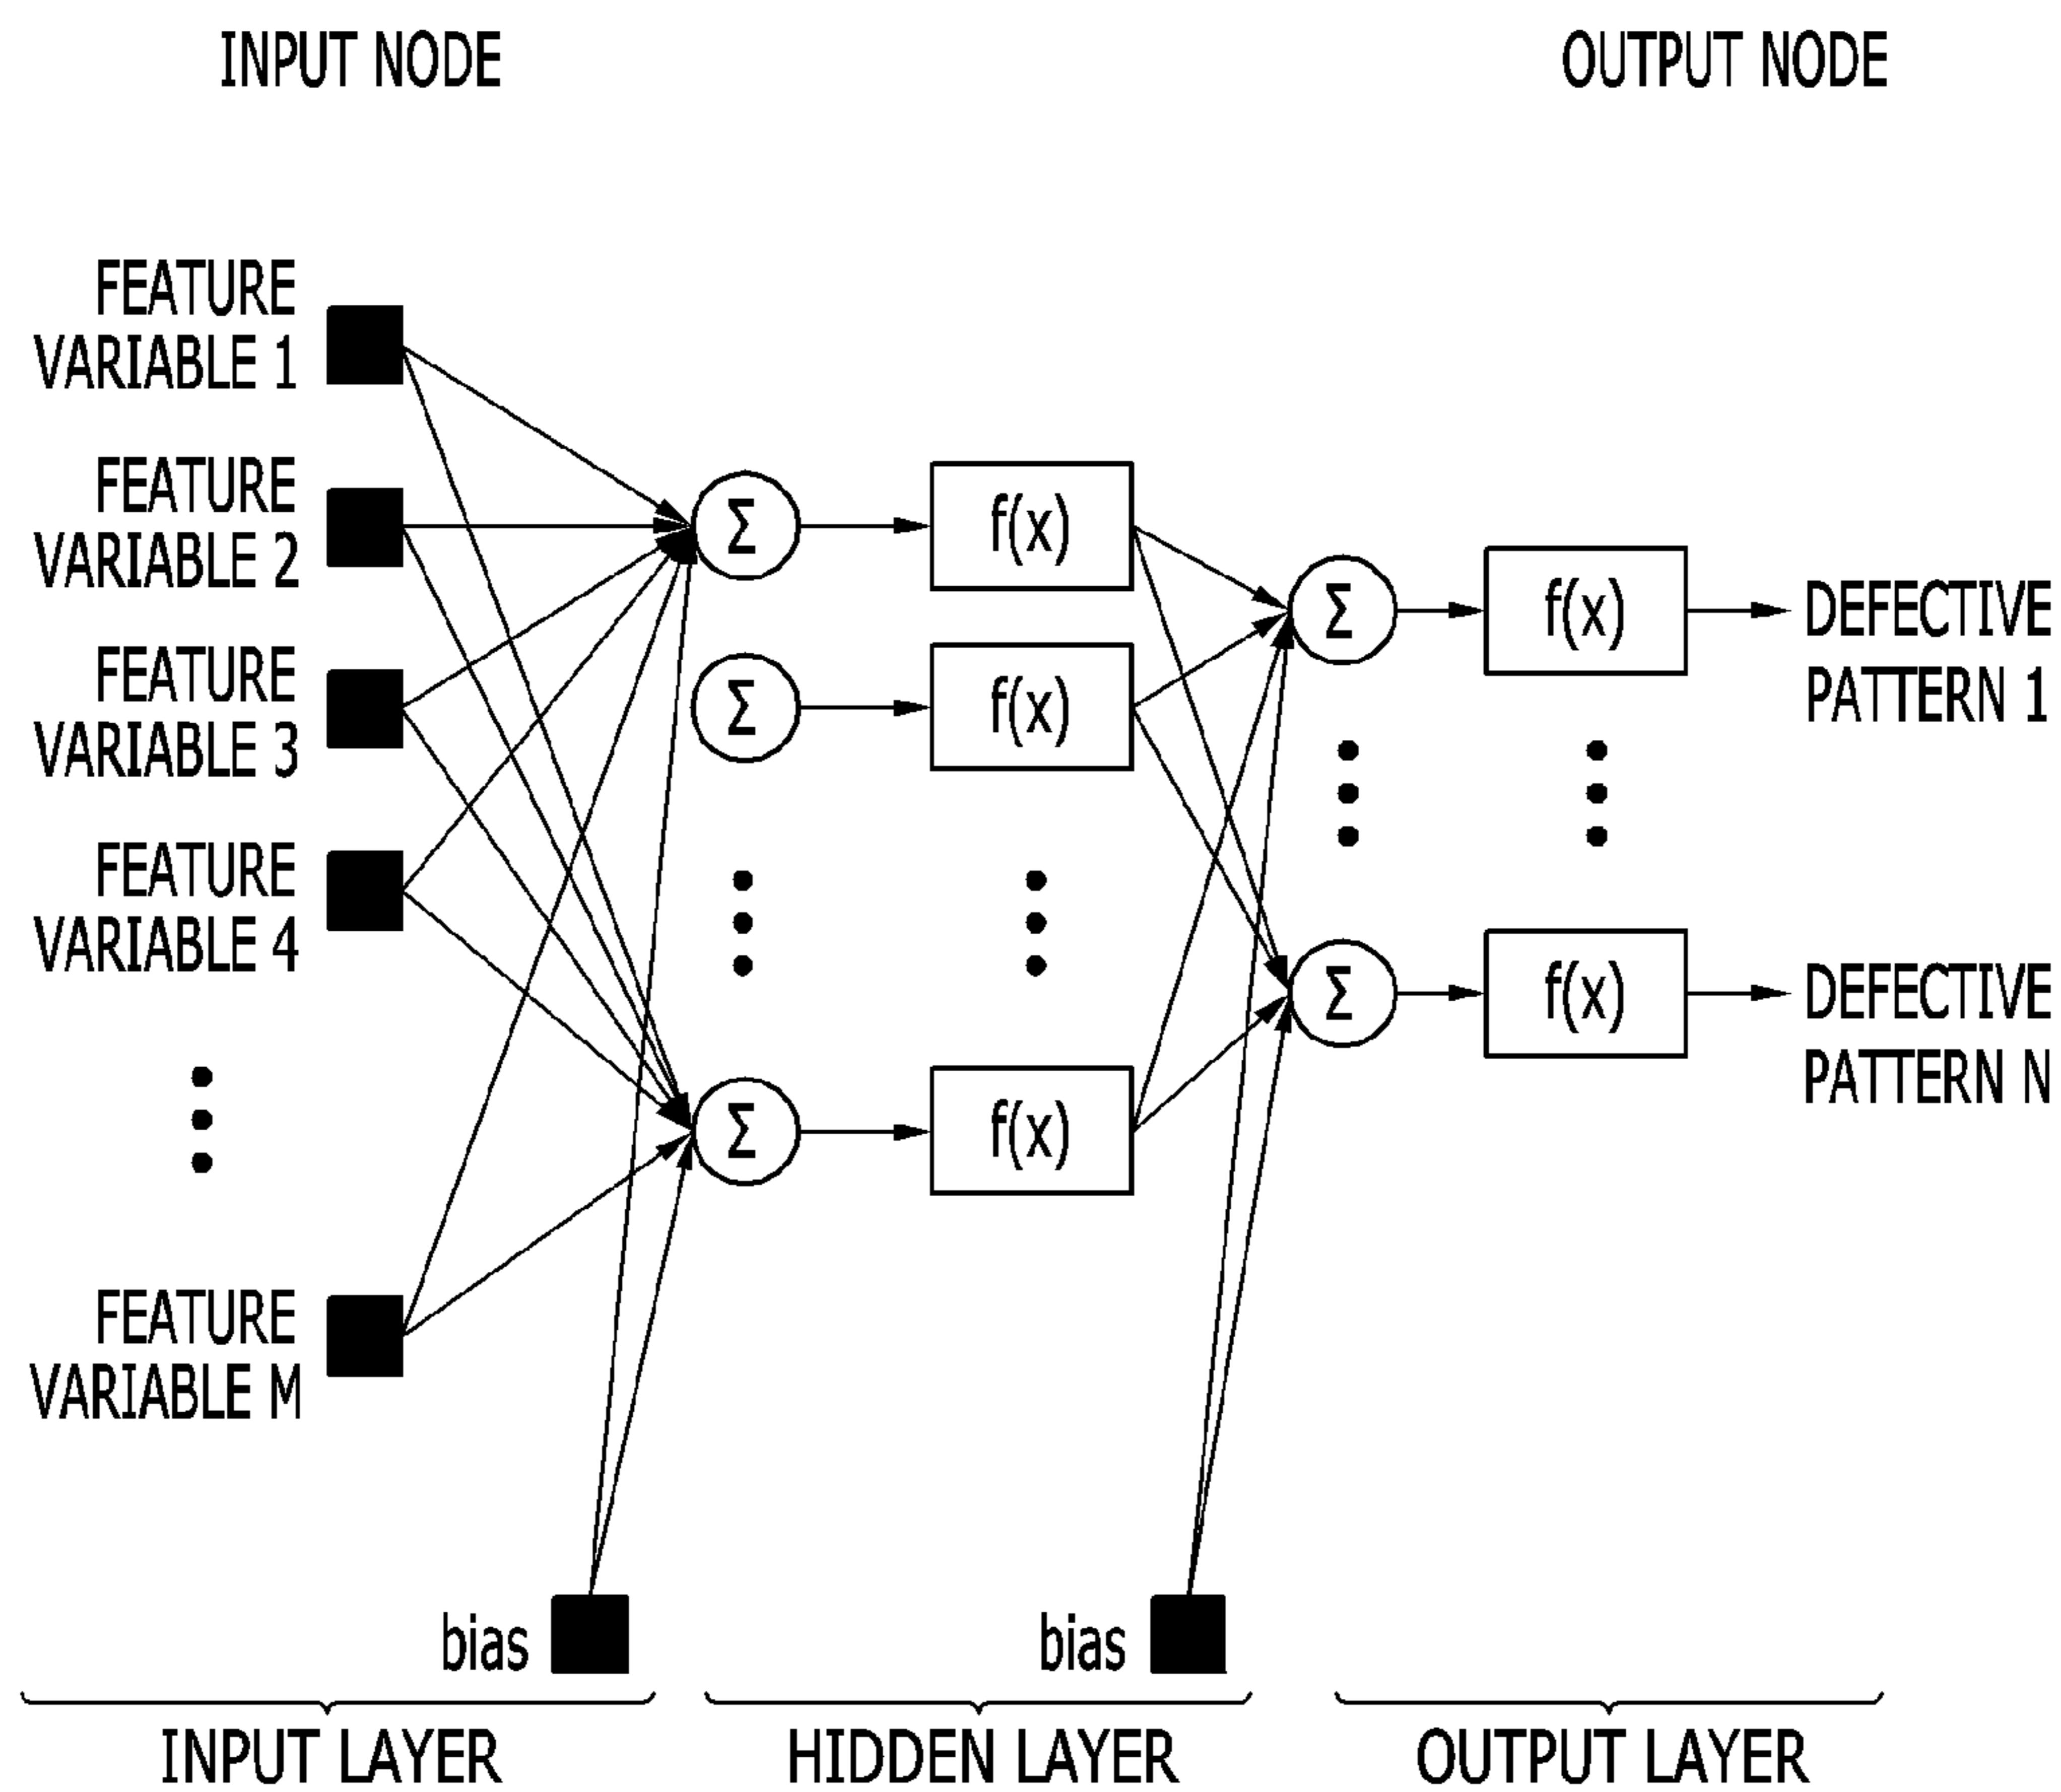 INPUT NODE
OUTPUT NODE
FEATURE
VARIABLE 1
FEATURE
VARIABLE 2
FEATURE
VARIABLE 3
FEATURE
VARIABLE 4
FEATURE
VARIABLE M
Σ
f(x)
Σ
f(x)
Σ
f(x)
Σ
f(x)
DEFECTIVE
PATTERN 1
Σ
f(x)
DEFECTIVE
PATTERN N
bias
bias
INPUT LAYER
HIDDEN LAYER
OUTPUT LAYER